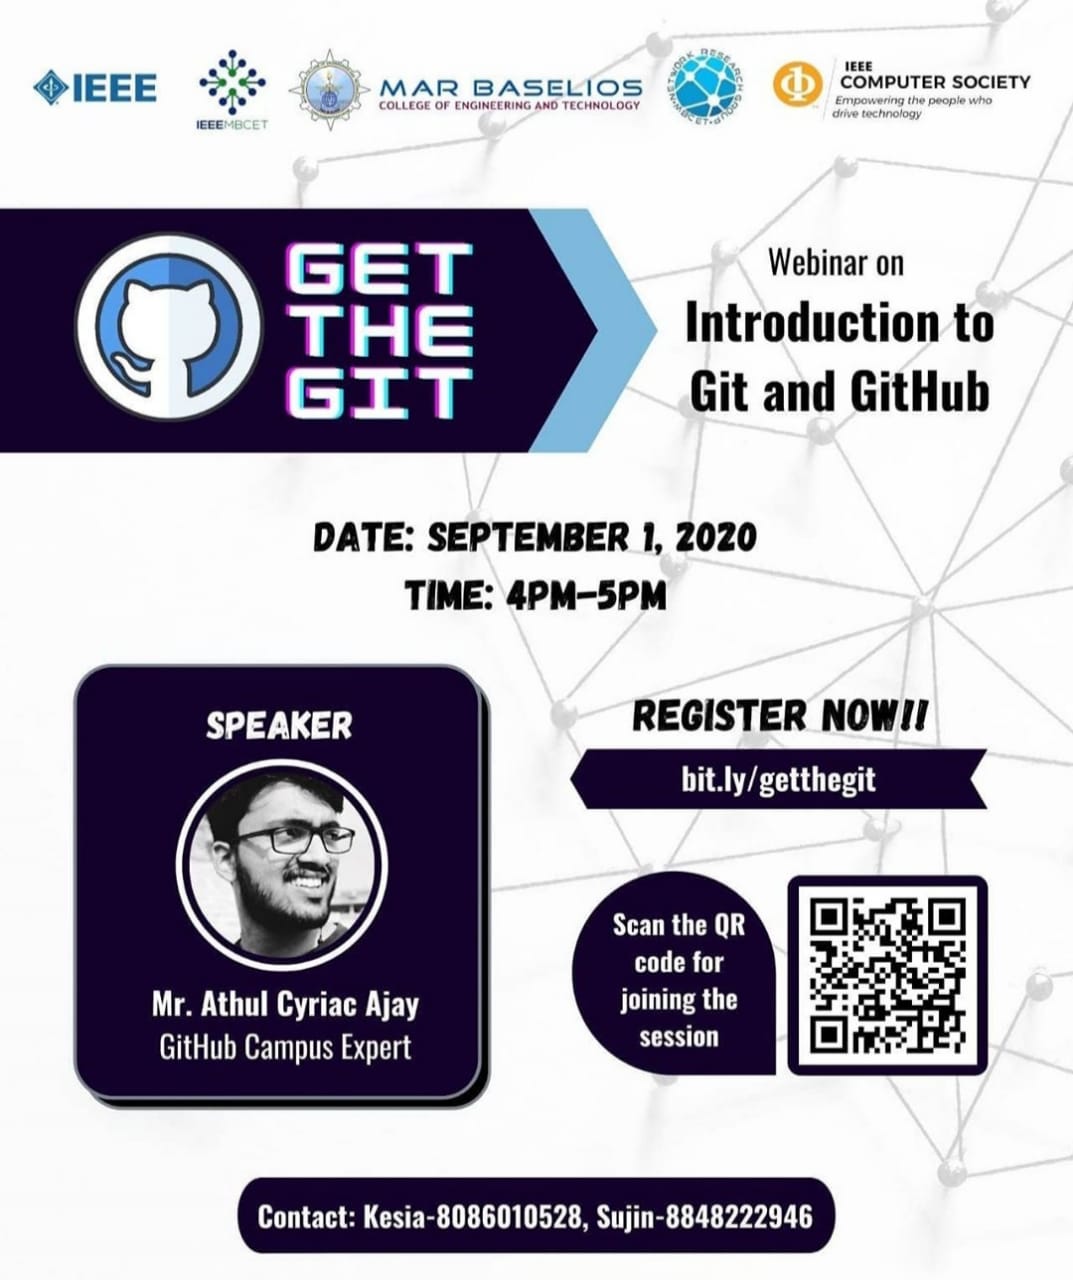 IEEE
IEEEMBCET
MAR BASELIOS
COLLEGE OF ENGINEERING AND TECHNOLOGY
IEEE
COMPUTER SOCIETY
Empowering the people who
drive technology
GET
THE
GIT
Webinar on
Introduction to
Git and GitHub
DATE: SEPTEMBER 1, 2020
TIME: 4PM–5PM
SPEAKER
Mr. Athul Cyriac Ajay
GitHub Campus Expert
REGISTER NOW!!
bit.ly/getthegit
Scan the QR
code for
joining the
session
Contact: Kesia-8086010528, Sujin-8848222946